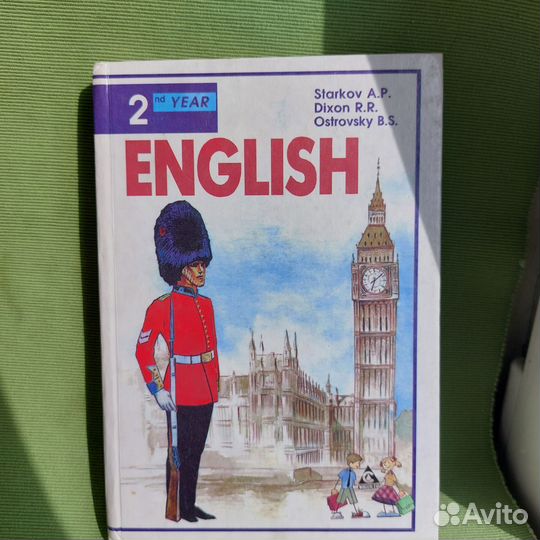 2nd YEAR
Starkov A.P.
Dixon R.R.
Ostrovsky B.S.
ENGLISH
Avito